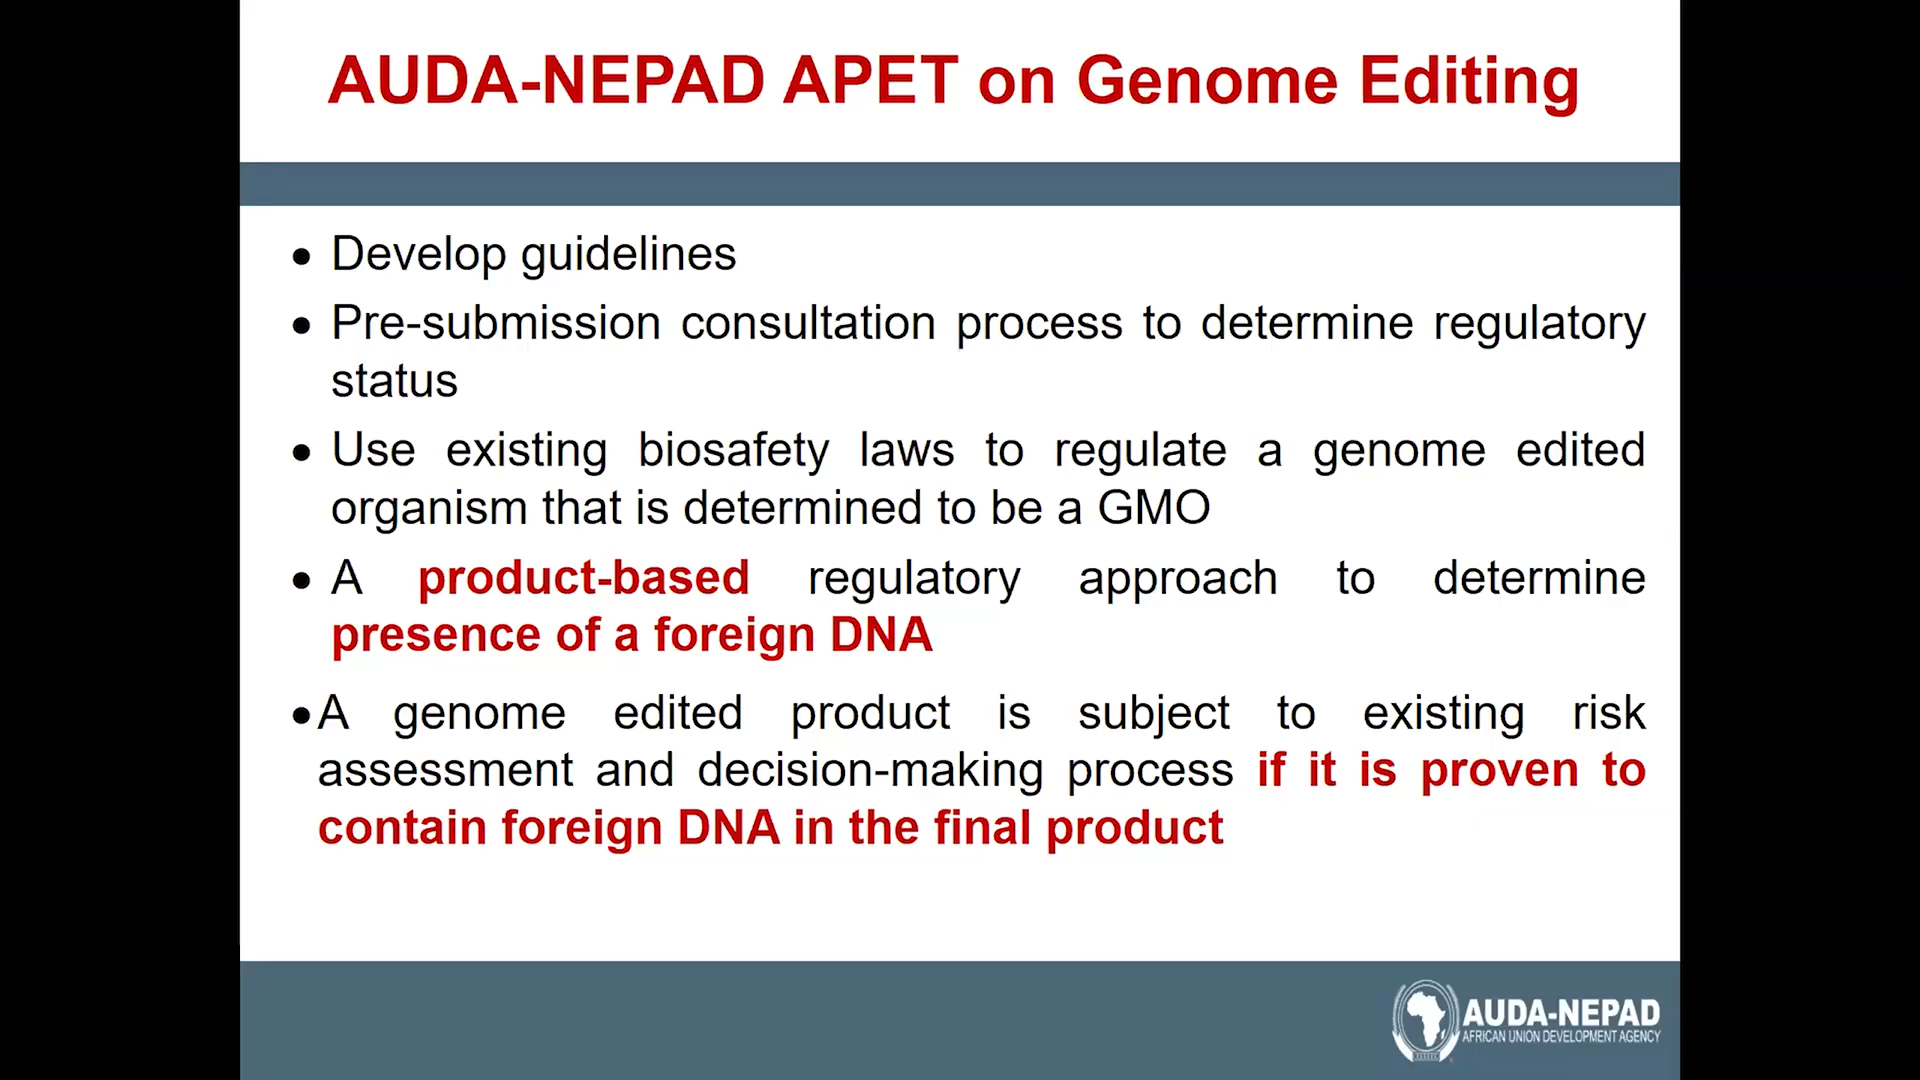 AUDA-NEPAD APET on Genome Editing
• Develop guidelines
• Pre-submission consultation process to determine regulatory
status
• Use existing biosafety laws to regulate a genome edited
organism that is determined to be a GMO
• A product-based regulatory approach to determine
presence of a foreign DNA
• A genome edited product is subject to existing risk
assessment and decision-making process if it is proven to
contain foreign DNA in the final product
AUDA-NEPAD
AFRICAN UNION DEVELOPMENT AGENCY